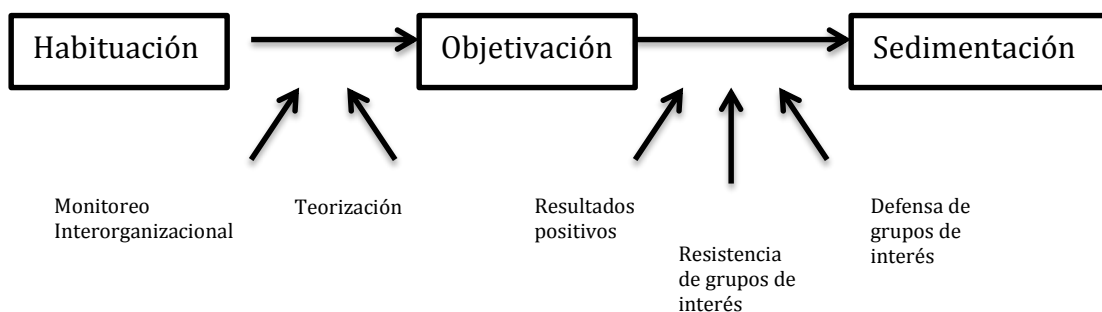 Habituación
Objetivación
Sedimentación
Monitoreo
Interorganizacional
Teorización
Resultados
positivos
Resistencia
de grupos de
interés
Defensa de
grupos de
interés